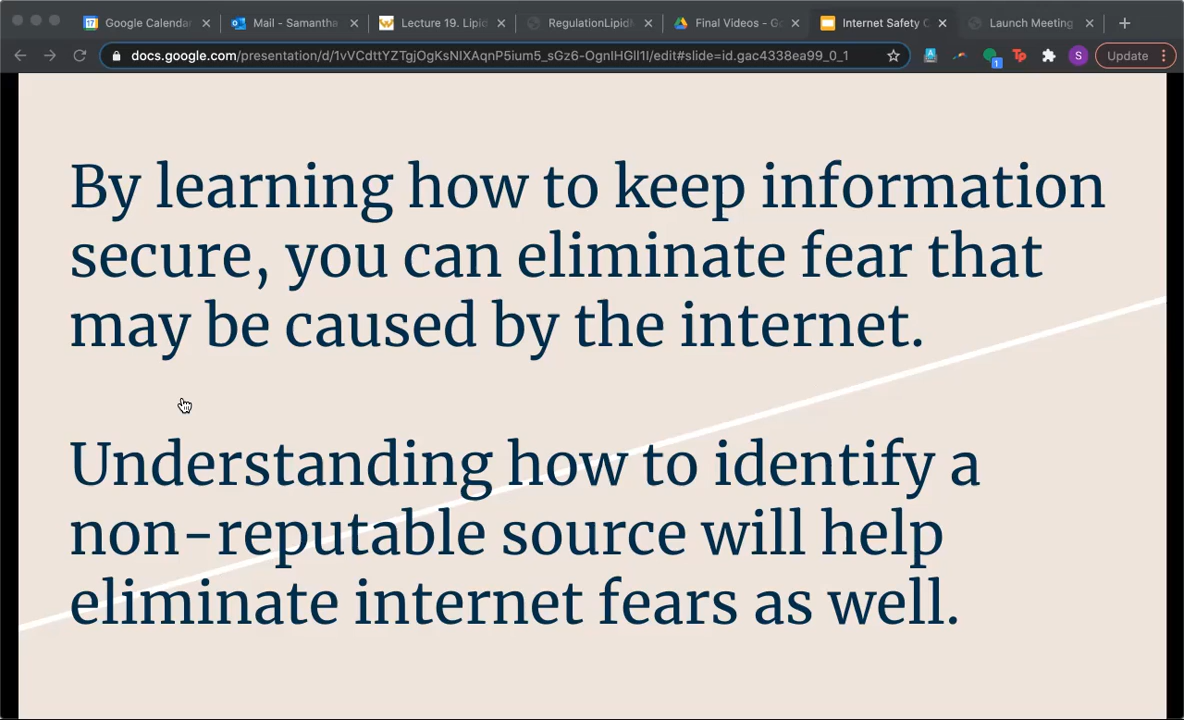 Google Calendar
Mail - Samantha
Lecture 19. Lipid
RegulationLipid
Final Videos - Go
Internet Safety
Launch Meeting
docs.google.com/presentation/d/1vVCdttYZTgjOgKsNIXAqnP5ium5_sGz6-OgnIHGll1I/edit#slide=id.gac4338ea99_0_1
Update
By learning how to keep information
secure, you can eliminate fear that
may be caused by the internet.
Understanding how to identify a
non-reputable source will help
eliminate internet fears as well.